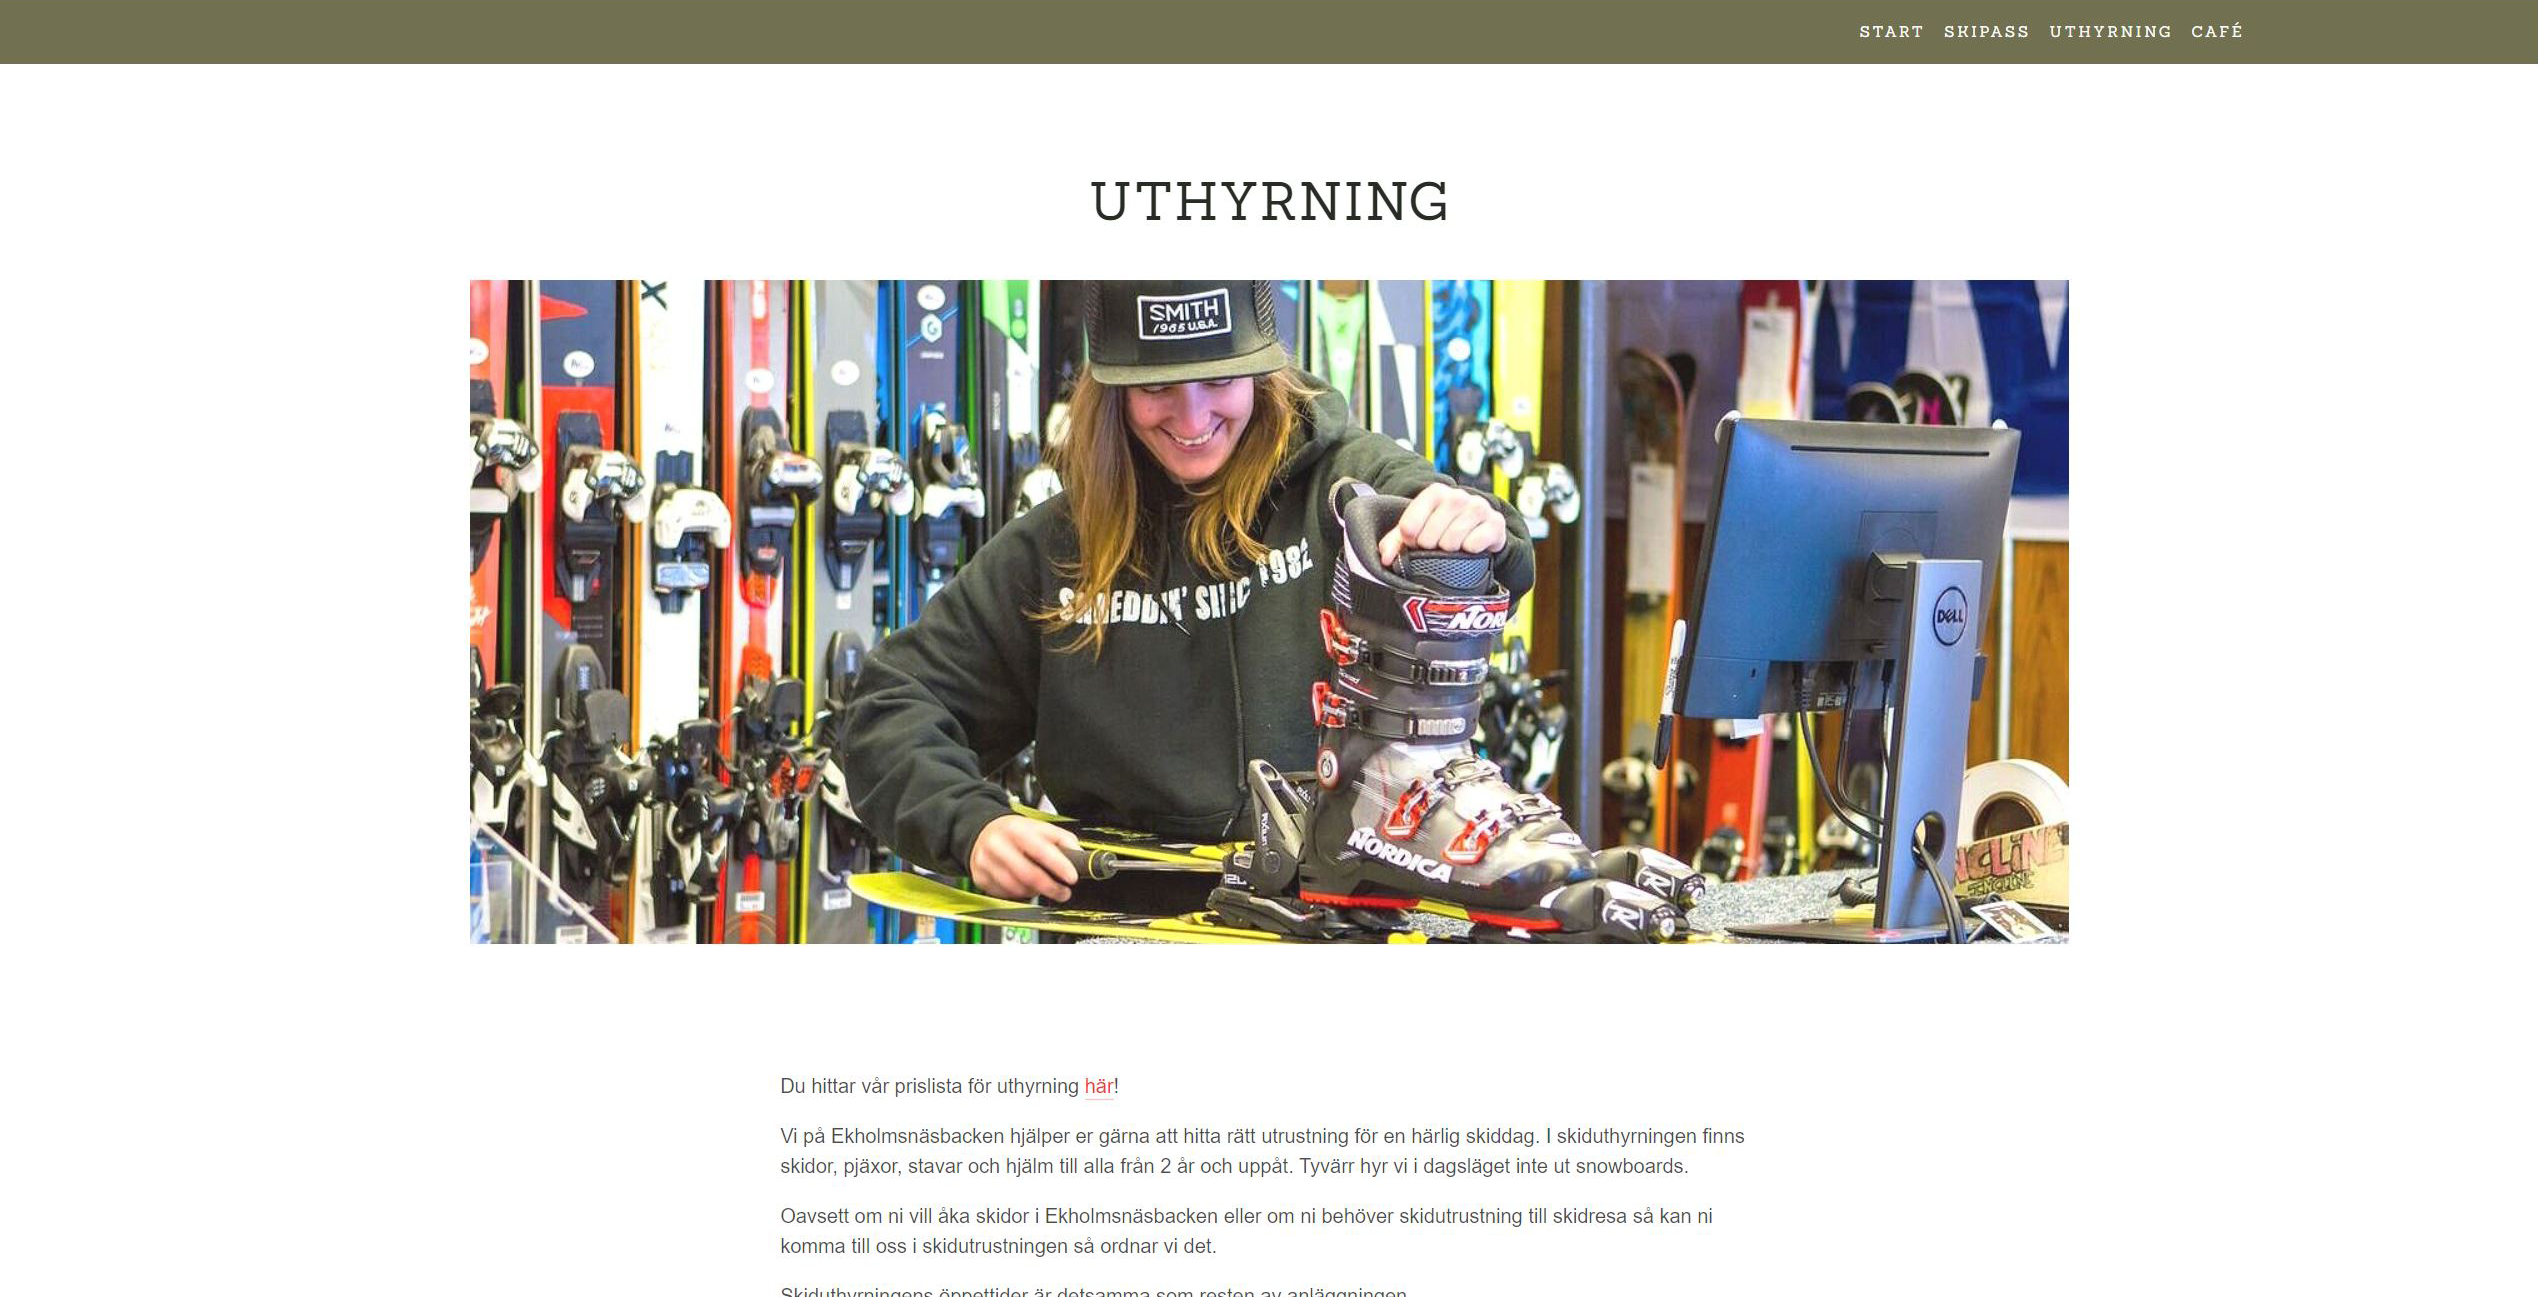 START SKIPASS UTHYRNING CAFÉ
UTHYRNING
SMITH
1965 U.S.A.
1982
NOR
DELL
NORDICA
Du hittar vår prislista för uthyrning här!
Vi på Ekholmsnäsbacken hjälper er gärna att hitta rätt utrustning för en härlig skiddag. I skiduthyrningen finns
skidor, pjäxor, stavar och hjälm till alla från 2 år och uppåt. Tyvärr hyr vi i dagsläget inte ut snowboards.
Oavsett om ni vill åka skidor i Ekholmsnäsbacken eller om ni behöver skidutrustning till skidresa så kan ni
komma till oss i skidutrustningen så ordnar vi det.
Skiduthyrningens öppettider är detsamma som resten av anläggningen